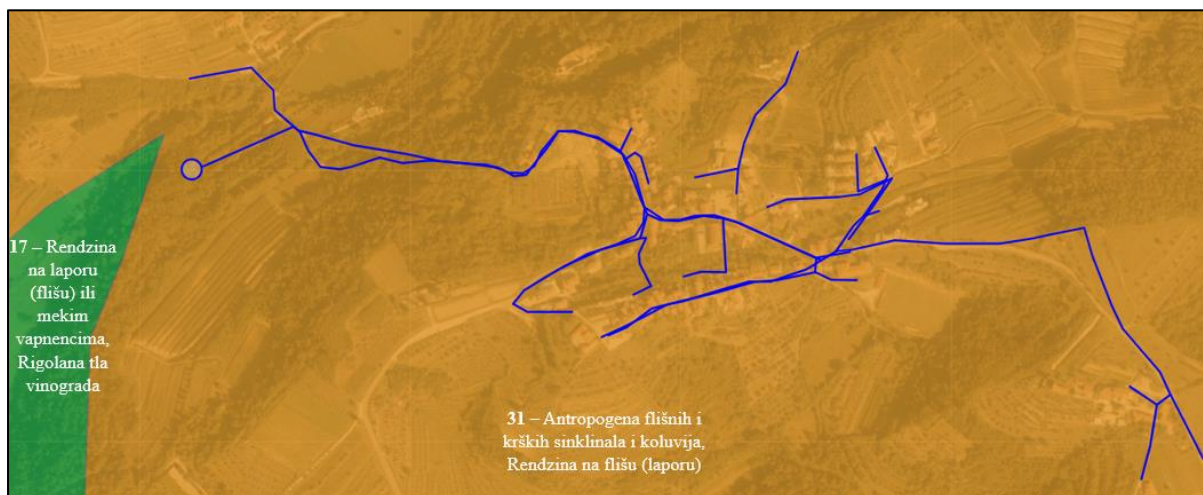 17 – Rendzina
na laporu
(flišu) ili
mekim
vapnencima,
Rigolana tla
vinograda
31 – Antropogena flišnih i
krških sinklinala i koluvija,
Rendzina na flišu (laporu)